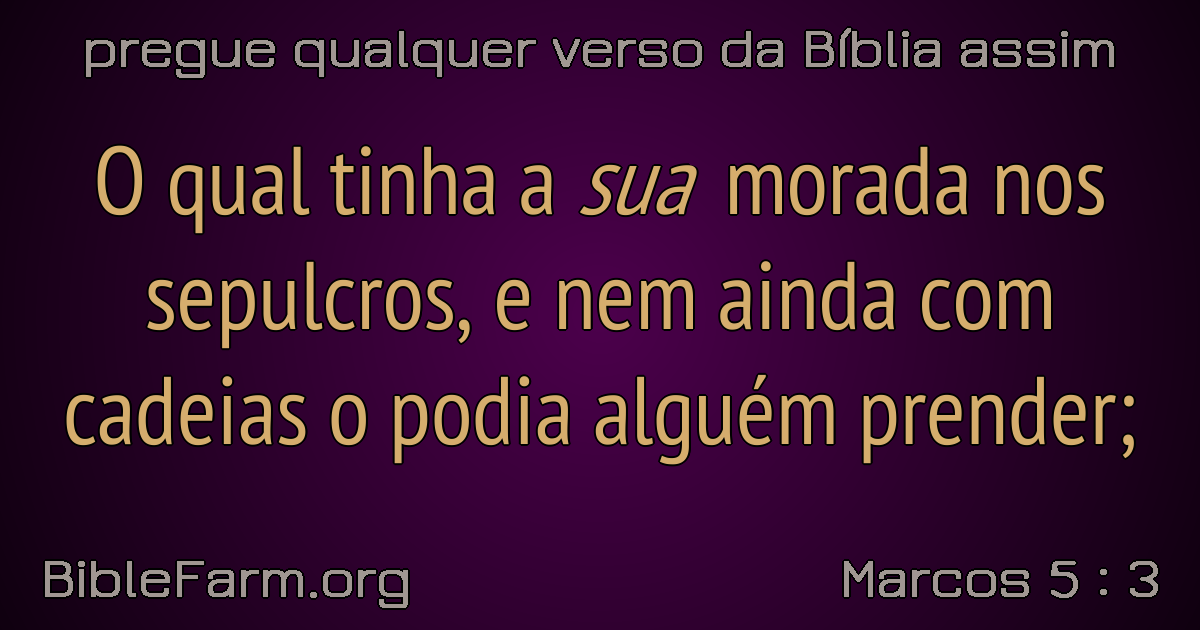 pregue qualquer verso da Bíblia assim
O qual tinha a sua morada nos
sepulcros, e nem ainda com
cadeias o podia alguém prender;
BibleFarm.org
Marcos 5 : 3